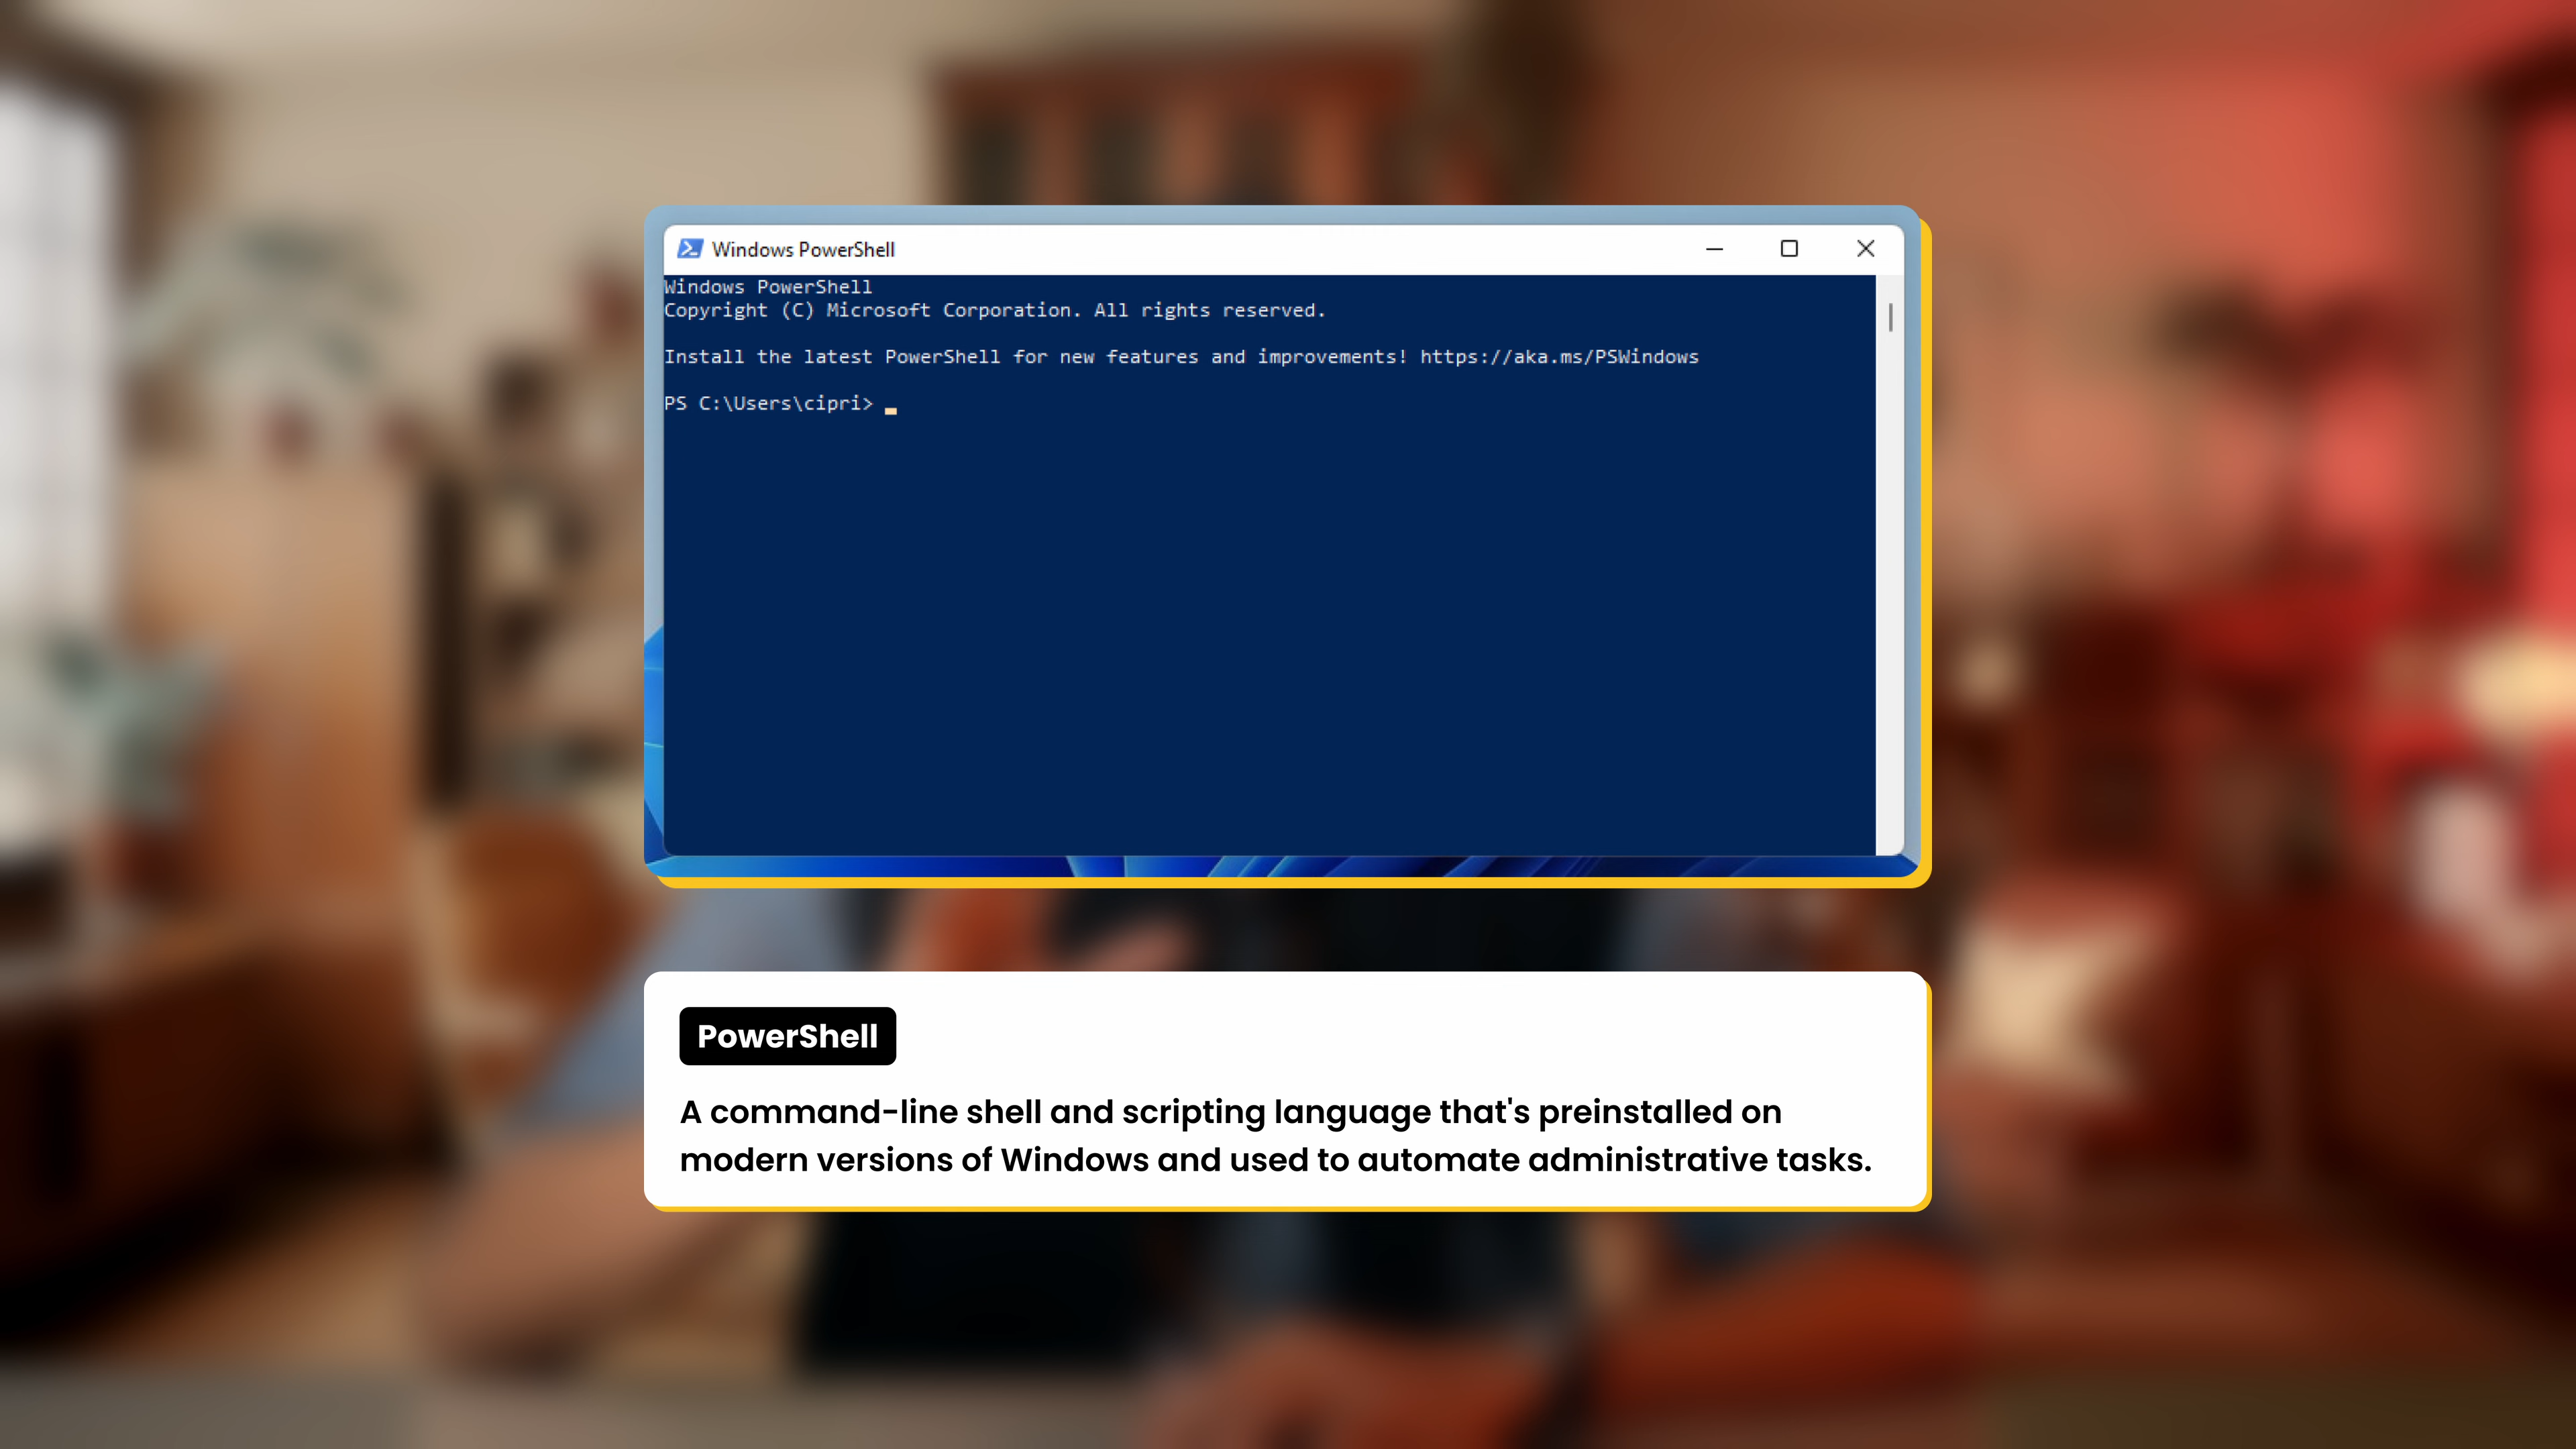 Windows PowerShell
Windows PowerShell
Copyright (C) Microsoft Corporation. All rights reserved.
Install the latest PowerShell for new features and improvements! https://aka.ms/PSWindows
PS C:\Users\cipri>
PowerShell
A command-line shell and scripting language that's preinstalled on
modern versions of Windows and used to automate administrative tasks.